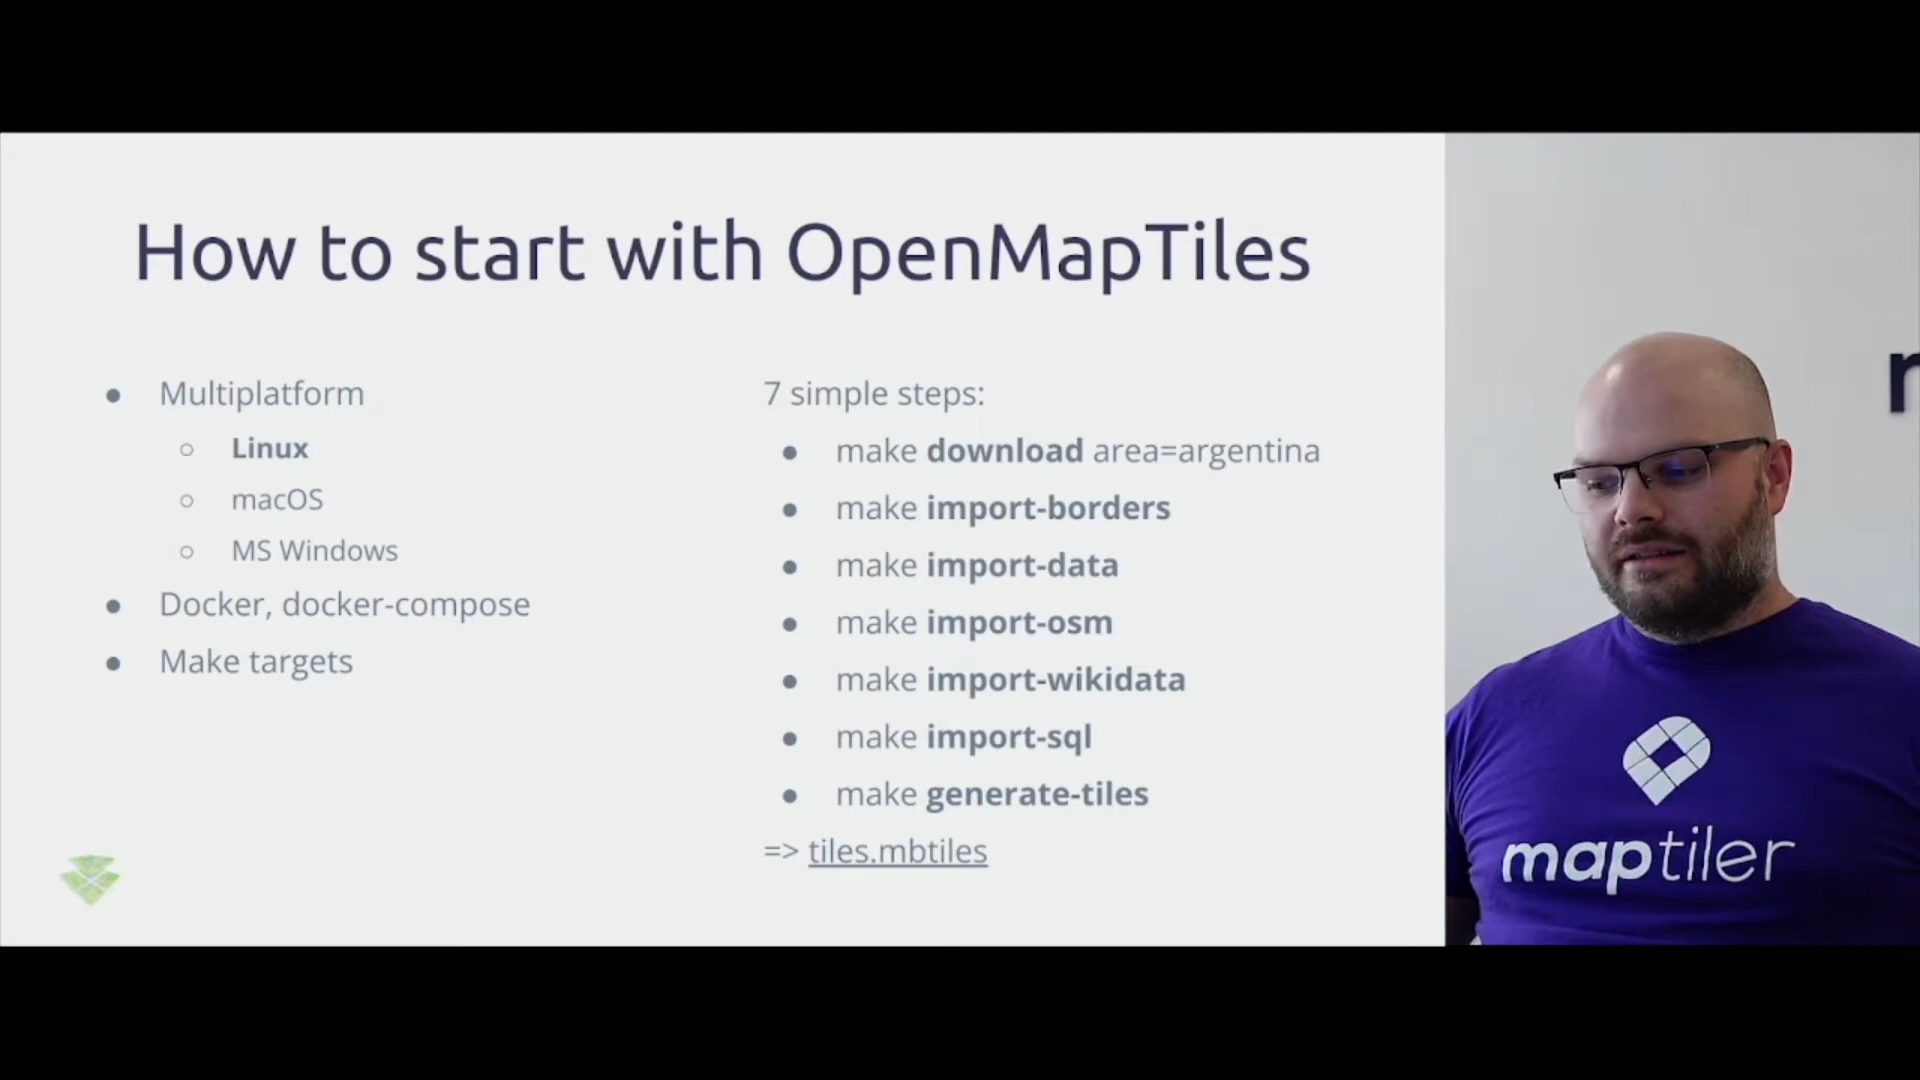 How to start with OpenMapTiles
● Multiplatform
○ Linux
○ macOS
○ MS Windows
● Docker, docker-compose
● Make targets
7 simple steps:
● make download area=argentina
● make import-borders
● make import-data
● make import-osm
● make import-wikidata
● make import-sql
● make generate-tiles
=> tiles.mbtiles
maptiler